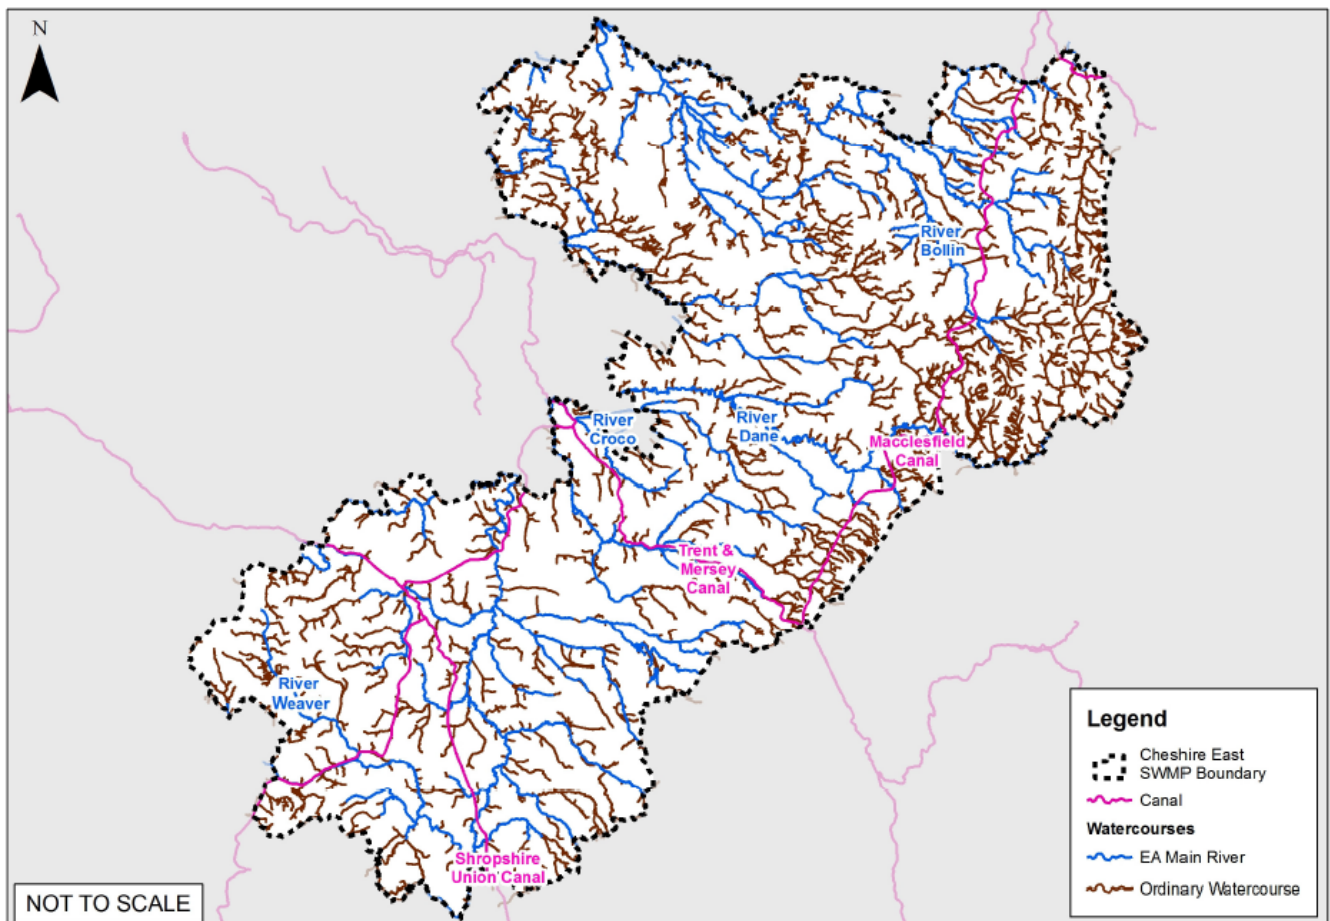 N
River
Bollin
River
Croco
River
Dane
Macclesfield
Canal
Trent &
Mersey
Canal
River
Weaver
Shropshire
Union Canal
Legend
Cheshire East
SWMP Boundary
Canal
Watercourses
EA Main River
Ordinary Watercourse
NOT TO SCALE